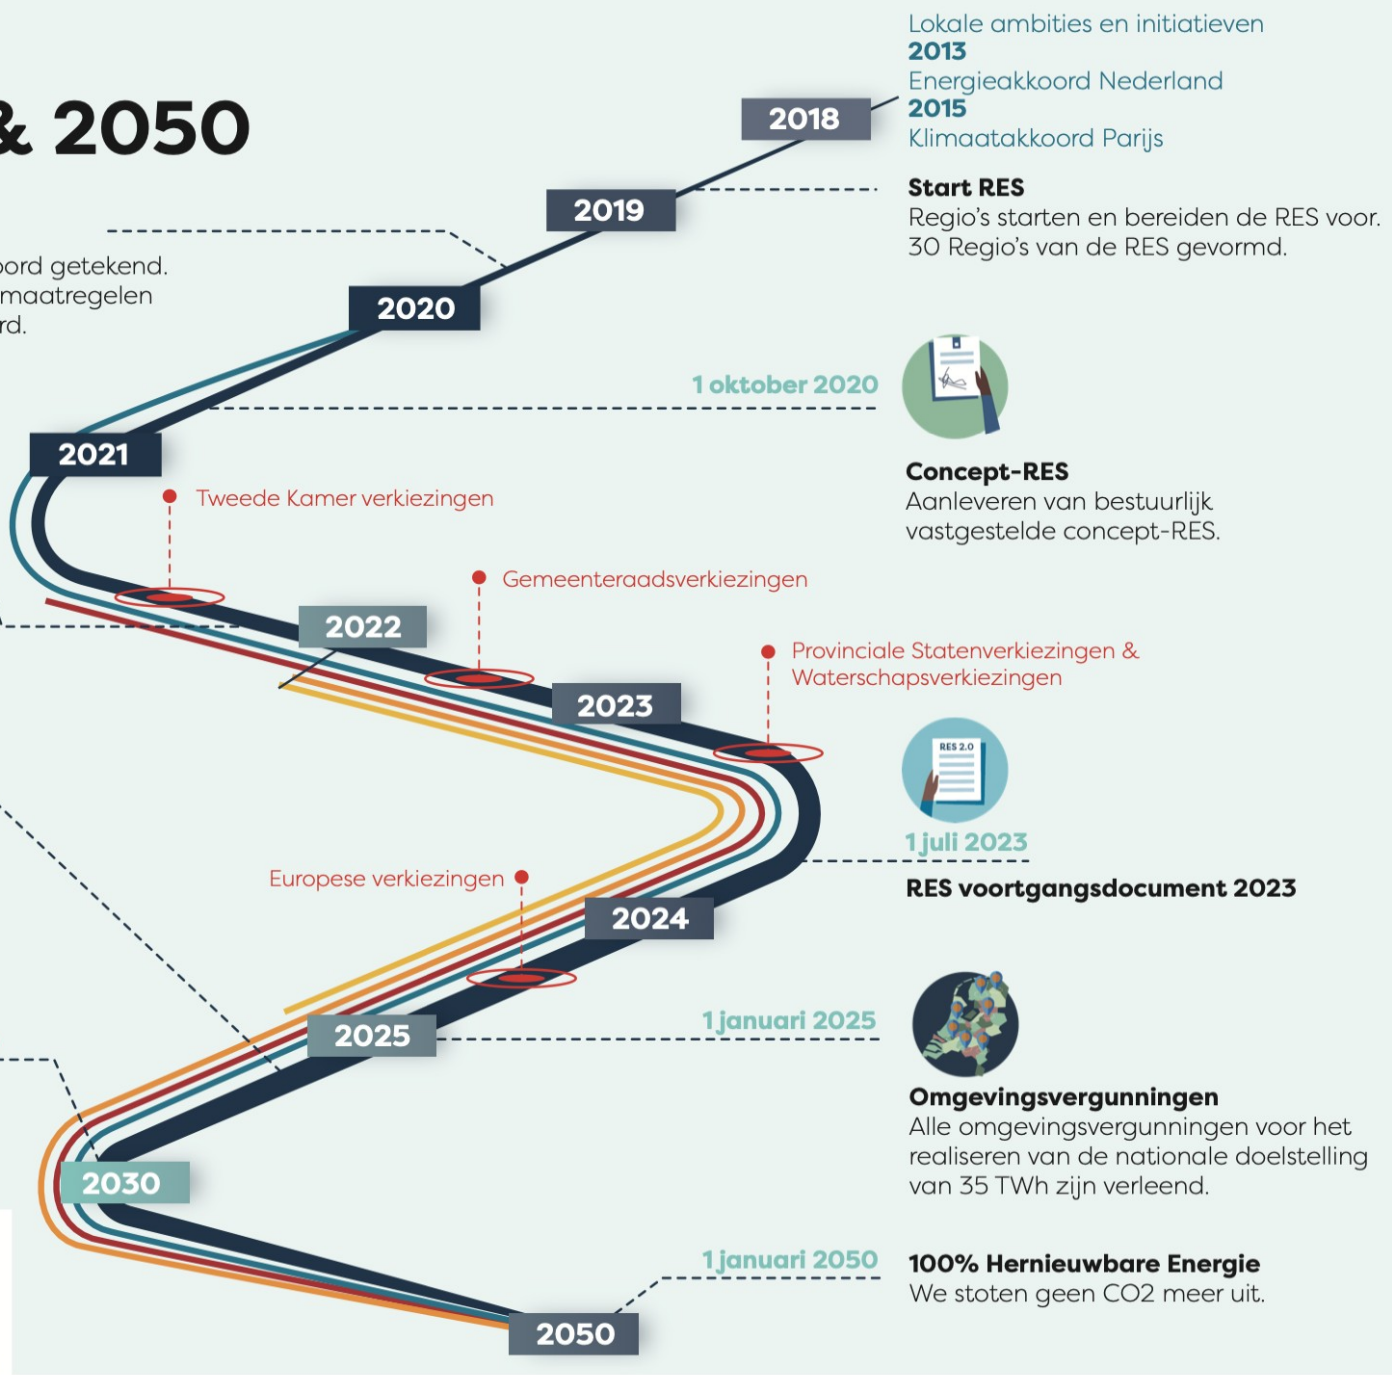 Lokale ambities en initiatieven
2013
Energieakkoord Nederland
2015
Klimaatakkoord Parijs
& 2050
2018
Start RES
Regio's starten en bereiden de RES voor.
30 Regio's van de RES gevormd.
2019
oord getekend.
maatregelen
rd.
2020
1 oktober 2020
Concept-RES
Aanleveren van bestuurlijk
vastgestelde concept-RES.
2021
Tweede Kamer verkiezingen
Gemeenteraadsverkiezingen
2022
Provinciale Statenverkiezingen &
Waterschapsverkiezingen
2023
RES 2.0
1 juli 2023
RES voortgangsdocument 2023
Europese verkiezingen
2024
1 januari 2025
2025
Omgevingsvergunningen
Alle omgevingsvergunningen voor het
realiseren van de nationale doelstelling
van 35 TWh zijn verleend.
2030
1 januari 2050
100% Hernieuwbare Energie
We stoten geen CO2 meer uit.
2050